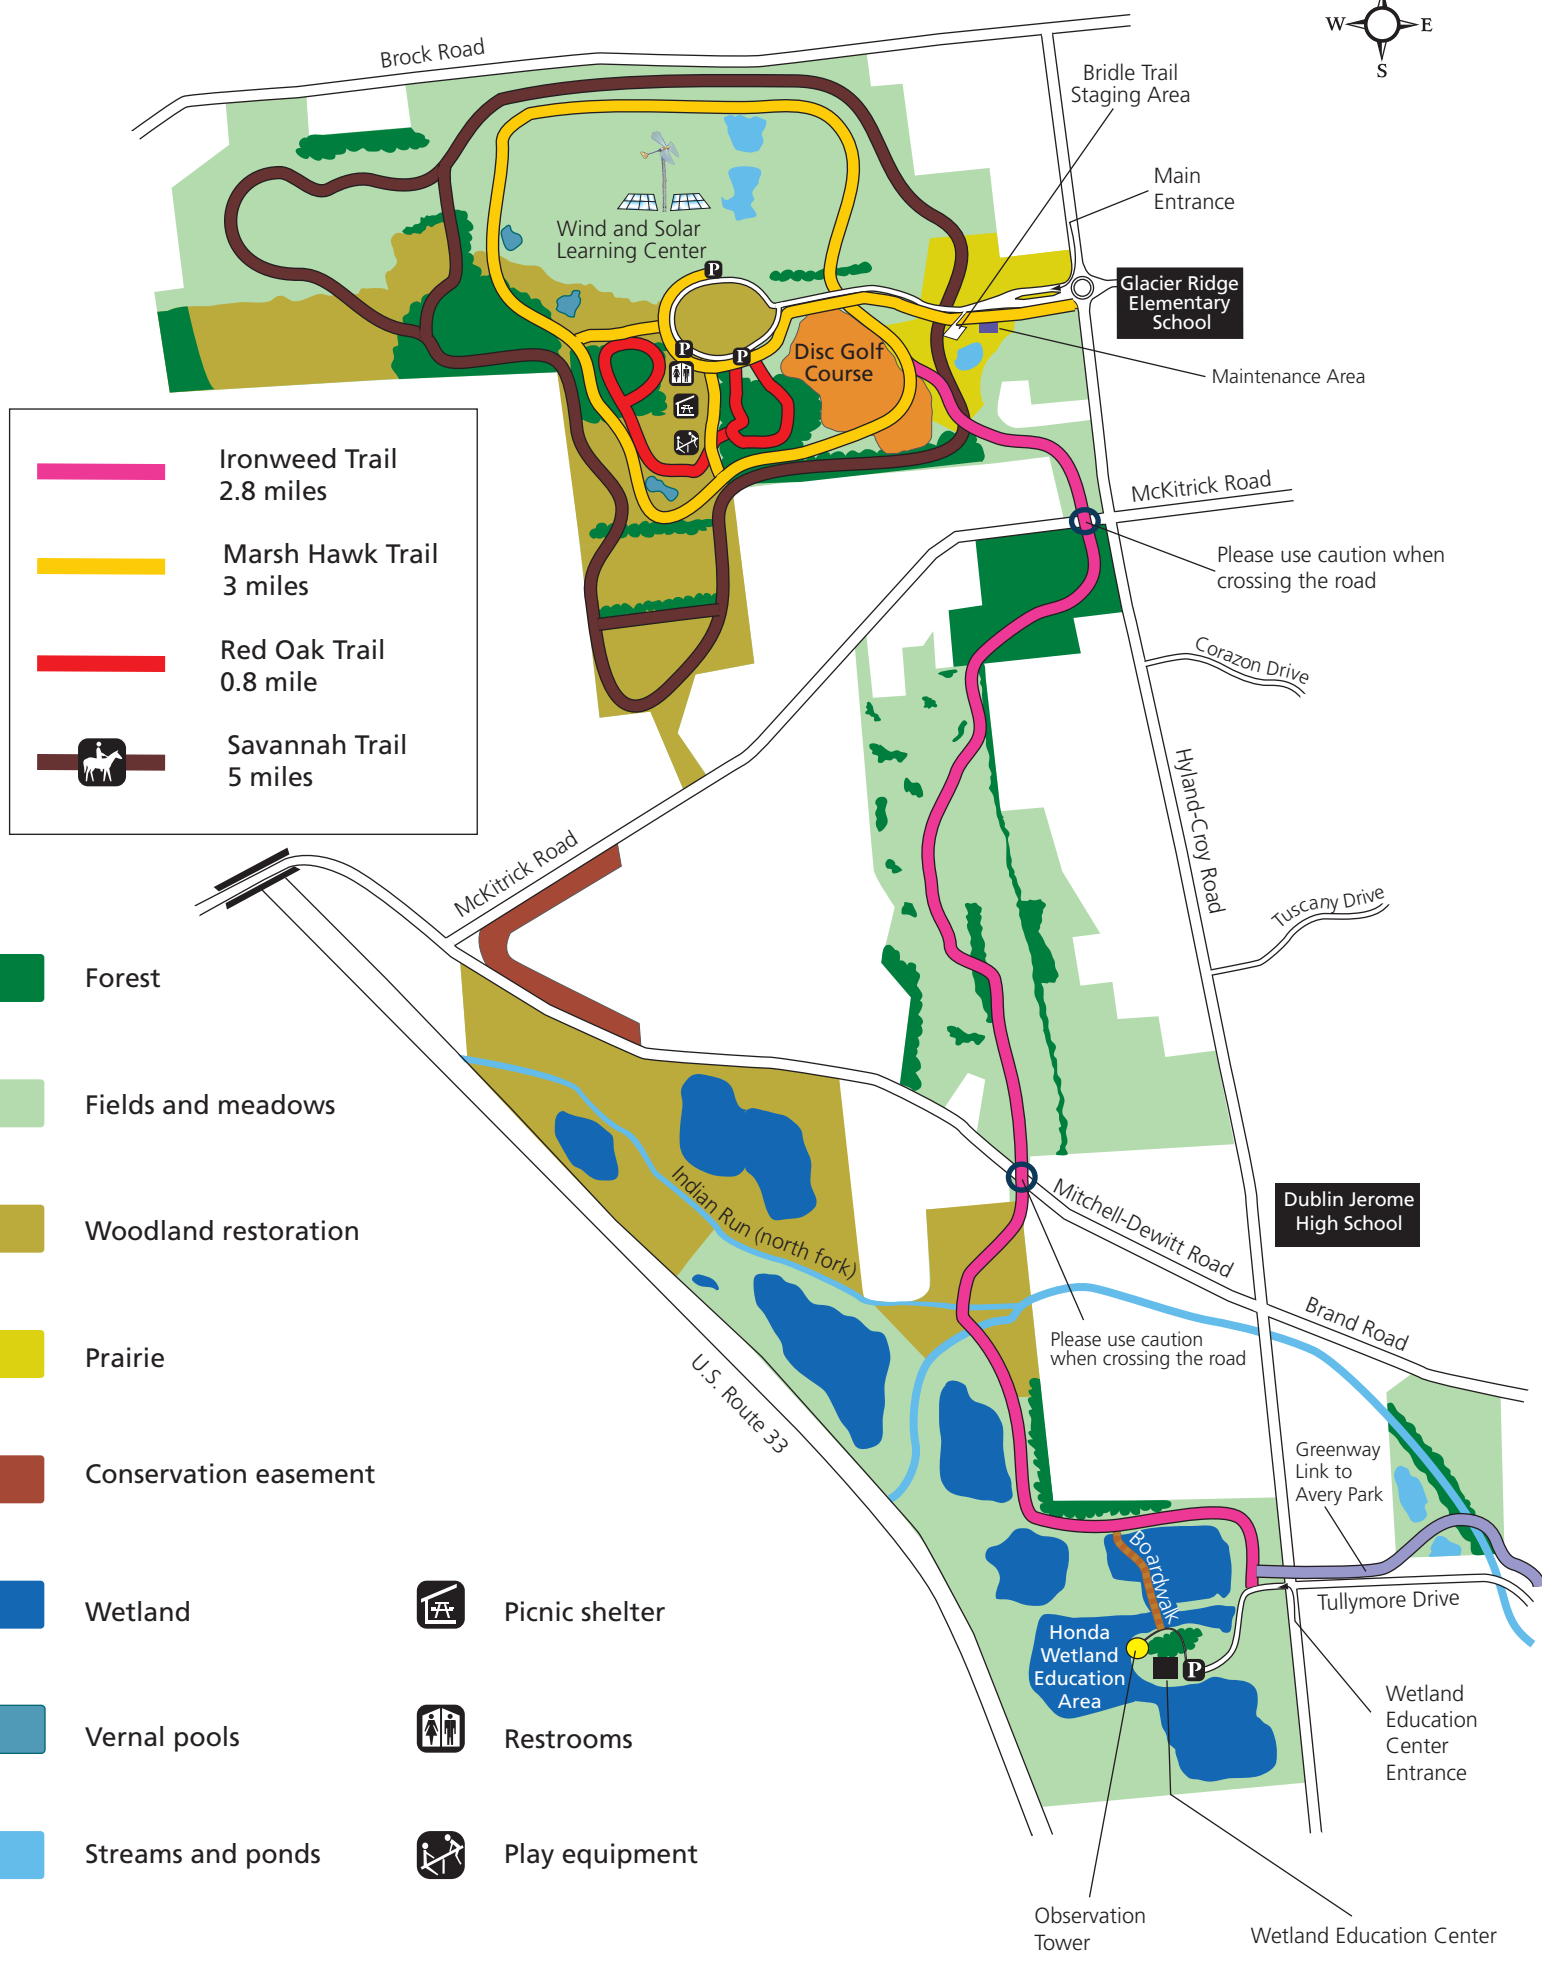 Brock Road
W
E
S
Bridle Trail
Staging Area
Main
Entrance
Wind and Solar
Learning Center
P
Glacier Ridge
Elementary
School
P
P
Disc Golf
Course
Maintenance Area
Ironweed Trail
2.8 miles
Marsh Hawk Trail
3 miles
Red Oak Trail
0.8 mile
Savannah Trail
5 miles
McKitrick Road
Please use caution when
crossing the road
Corazon Drive
Hyland-Croy Road
McKitrick Road
Tuscany Drive
Forest
Fields and meadows
Woodland restoration
Prairie
Conservation easement
Wetland
Vernal pools
Streams and ponds
Picnic shelter
Restrooms
Play equipment
Indian Run (north fork)
Mitchell-Dewitt Road
Dublin Jerome
High School
Brand Road
Please use caution
when crossing the road
U.S. Route 33
Greenway
Link to
Avery Park
Boardwalk
Tullymore Drive
Honda
Wetland
Education
Area
P
Wetland
Education
Center
Entrance
Observation
Tower
Wetland Education Center